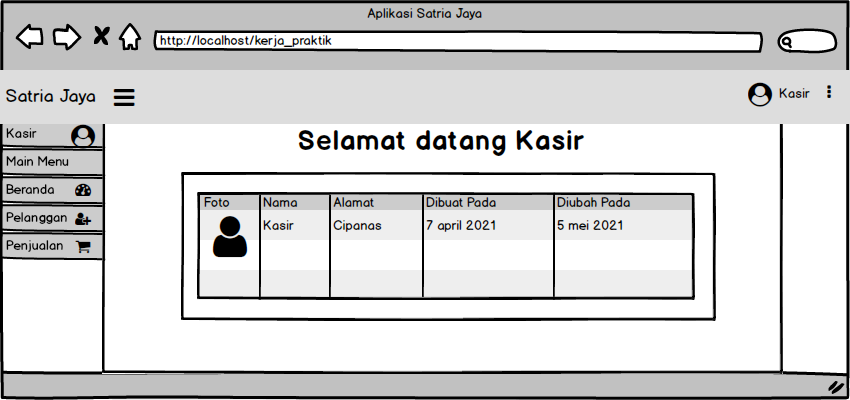 Aplikasi Satria Jaya
http://localhost/kerja_praktik
Satria Jaya
Kasir
Kasir
Main Menu
Beranda
Pelanggan
Penjualan
Selamat datang Kasir
Foto Nama Alamat Dibuat Pada Diubah Pada
Kasir Cipanas 7 april 2021 5 mei 2021